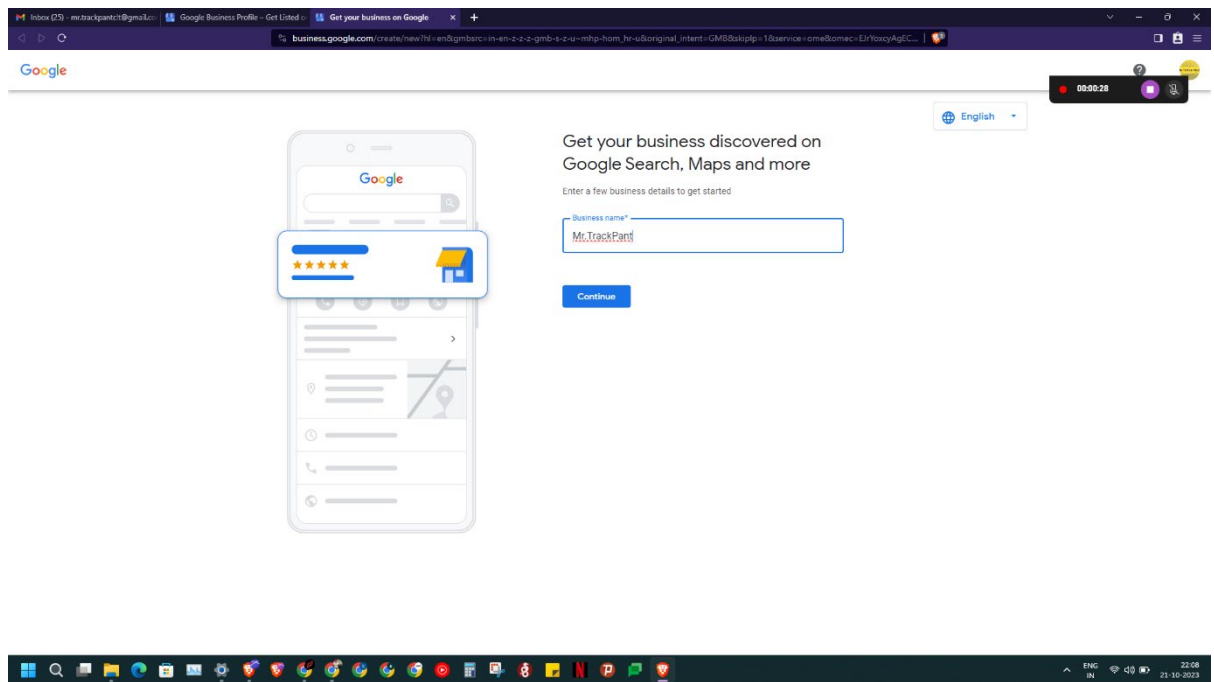 Inbox (25) - mr.trackpantclt@gmail.co
Google Business Profile – Get Listed o
Get your business on Google
business.google.com/create/new?hl=en&gmbsrc=in-en-z-z-z-gmb-s-z-u~mhp-hom_hr-u&original_intent=GMB&skiplp=1&service=ome&omec=EJrYoxcyAgEC...
Google
00:00:28
English
Google
Get your business discovered on
Google Search, Maps and more
Enter a few business details to get started
Business name*
Mr.TrackPant
Continue
ENG
IN
22:08
21-10-2023